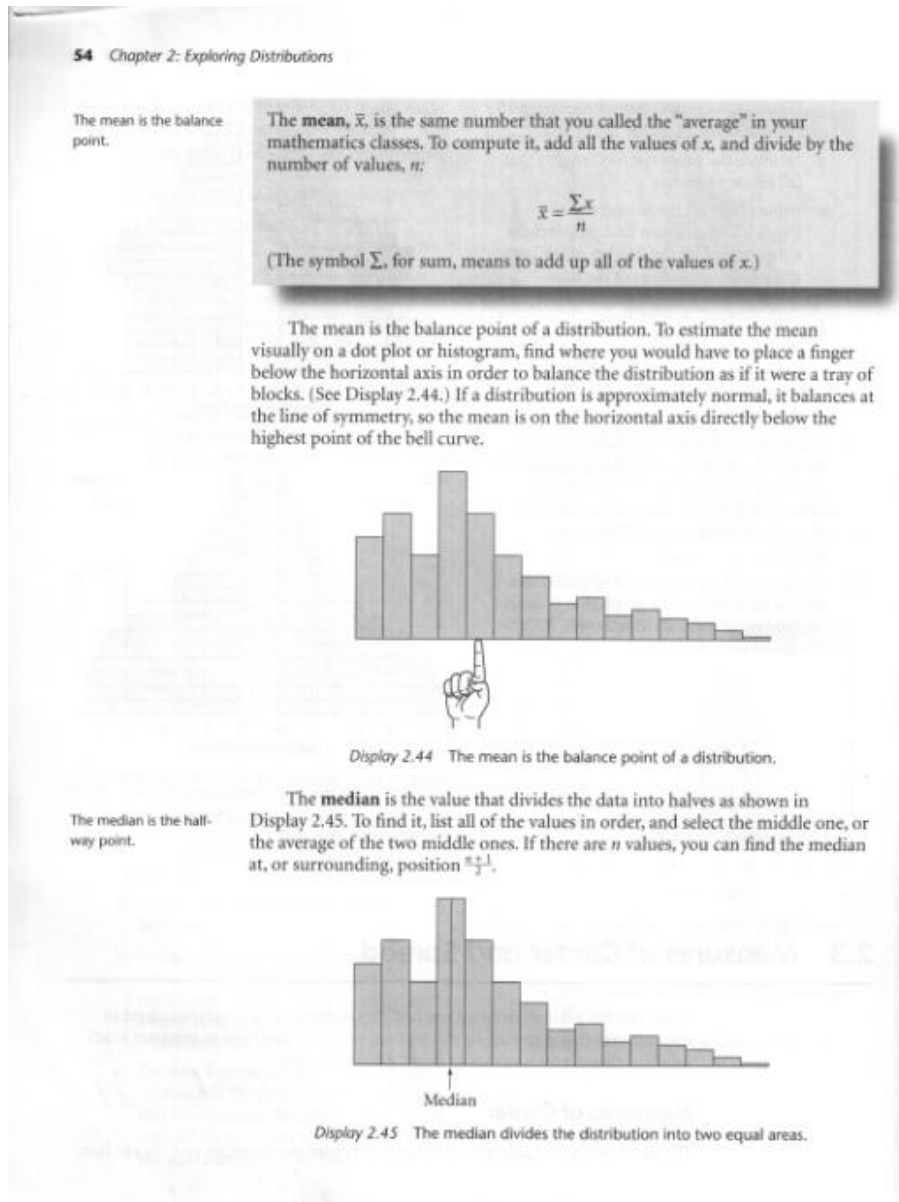 54 Chapter 2: Exploring Distributions
The mean is the balance
point.
The mean, x̅, is the same number that you called the “average” in your
mathematics classes. To compute it, add all the values of x, and divide by the
number of values, n:
x̅ = ∑x / n
(The symbol ∑, for sum, means to add up all of the values of x.)
The mean is the balance point of a distribution. To estimate the mean
visually on a dot plot or histogram, find where you would have to place a finger
below the horizontal axis in order to balance the distribution as if it were a tray of
blocks. (See Display 2.44.) If a distribution is approximately normal, it balances at
the line of symmetry, so the mean is on the horizontal axis directly below the
highest point of the bell curve.
Display 2.44 The mean is the balance point of a distribution.
The median is the half-
way point.
The median is the value that divides the data into halves as shown in
Display 2.45. To find it, list all of the values in order, and select the middle one, or
the average of the two middle ones. If there are n values, you can find the median
at, or surrounding, position (n + 1)/2.
Median
Display 2.45 The median divides the distribution into two equal areas.
2.3 Measures of Center and Spread
Measures of Center